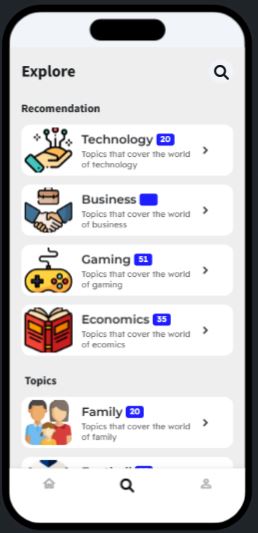 Explore
Recomendation
Technology 20
Topics that cover the world
of technology
Business
Topics that cover the world
of business
Gaming 51
Topics that cover the world
of gaming
Economics 35
Topics that cover the world
of ecomics
Topics
Family 20
Topics that cover the world
of family